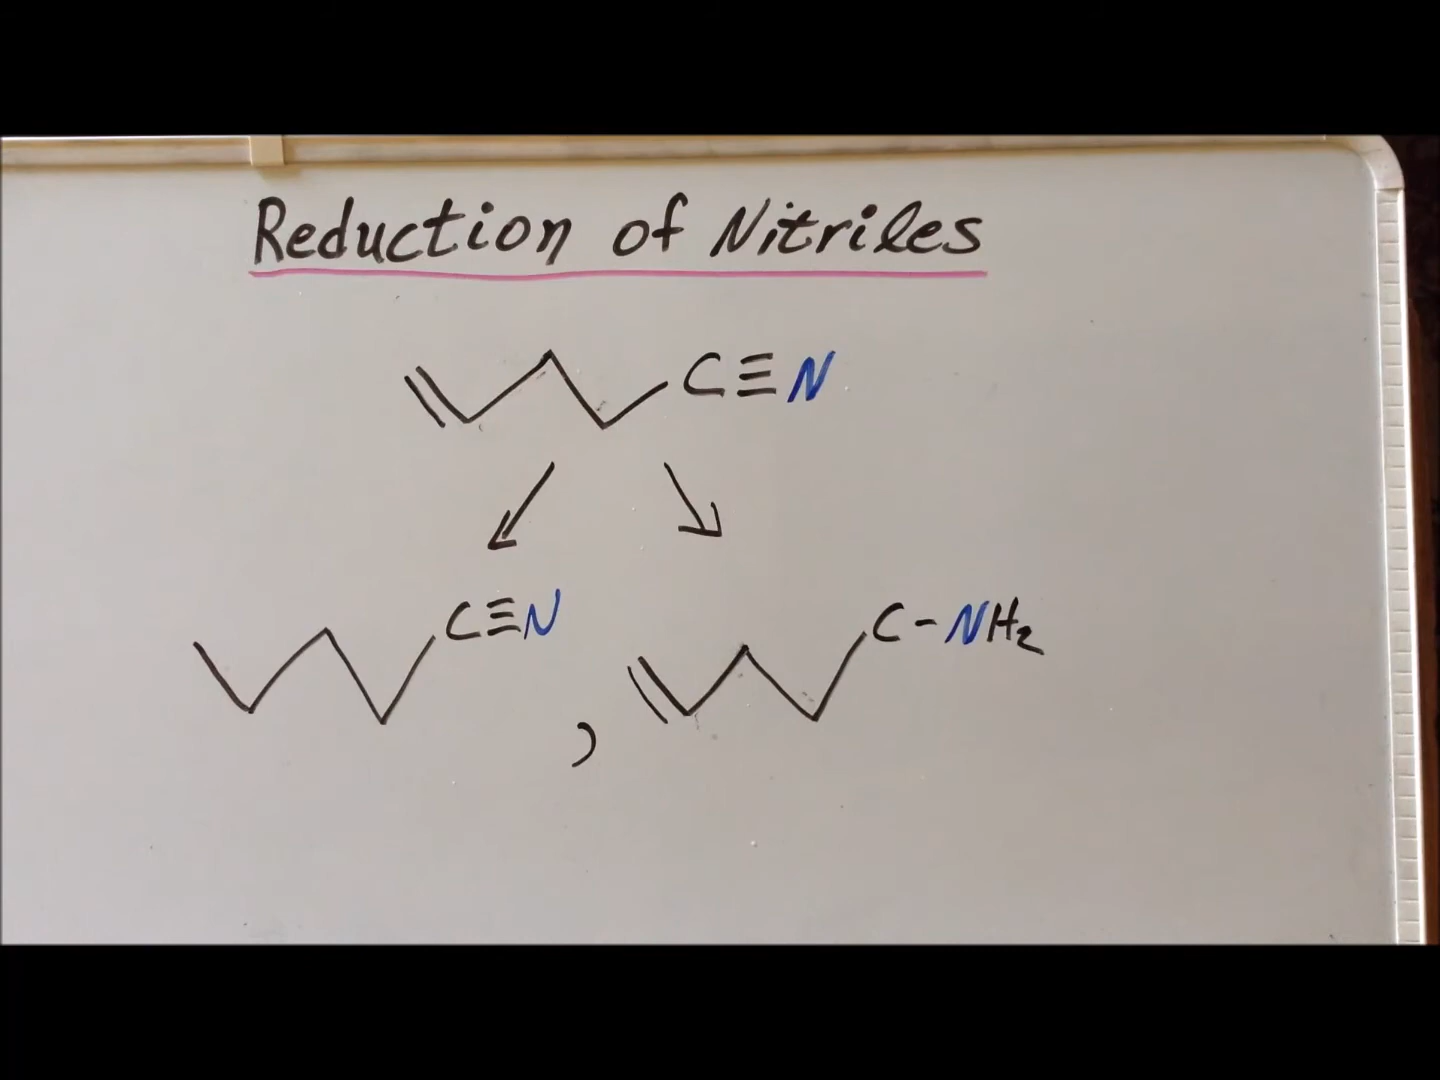 Reduction of Nitriles
C≡N
C≡N
, C-NH₂